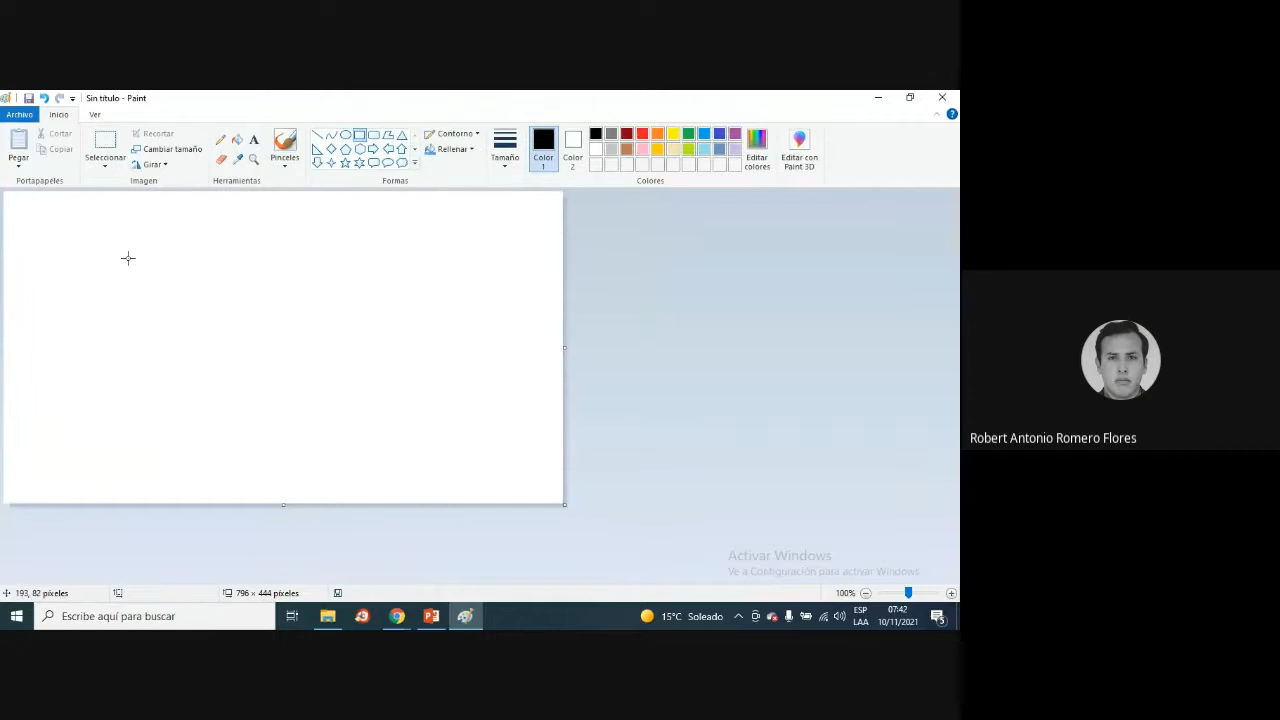 Sin título - Paint
Archivo Inicio Ver
Pegar
Cortar
Copiar
Portapapeles
Seleccionar
Recortar
Cambiar tamaño
Girar
Imagen
A
Herramientas
Pinceles
Contorno
Rellenar
Formas
Tamaño
Color 1
Color 2
Editar colores
Editar con Paint 3D
Colores
Robert Antonio Romero Flores
Activar Windows
Ve a Configuración para activar Windows.
193, 82 píxeles
796 × 444 píxeles
100%
Escribe aquí para buscar
15°C Soleado
ESP
LAA
07:42
10/11/2021
5